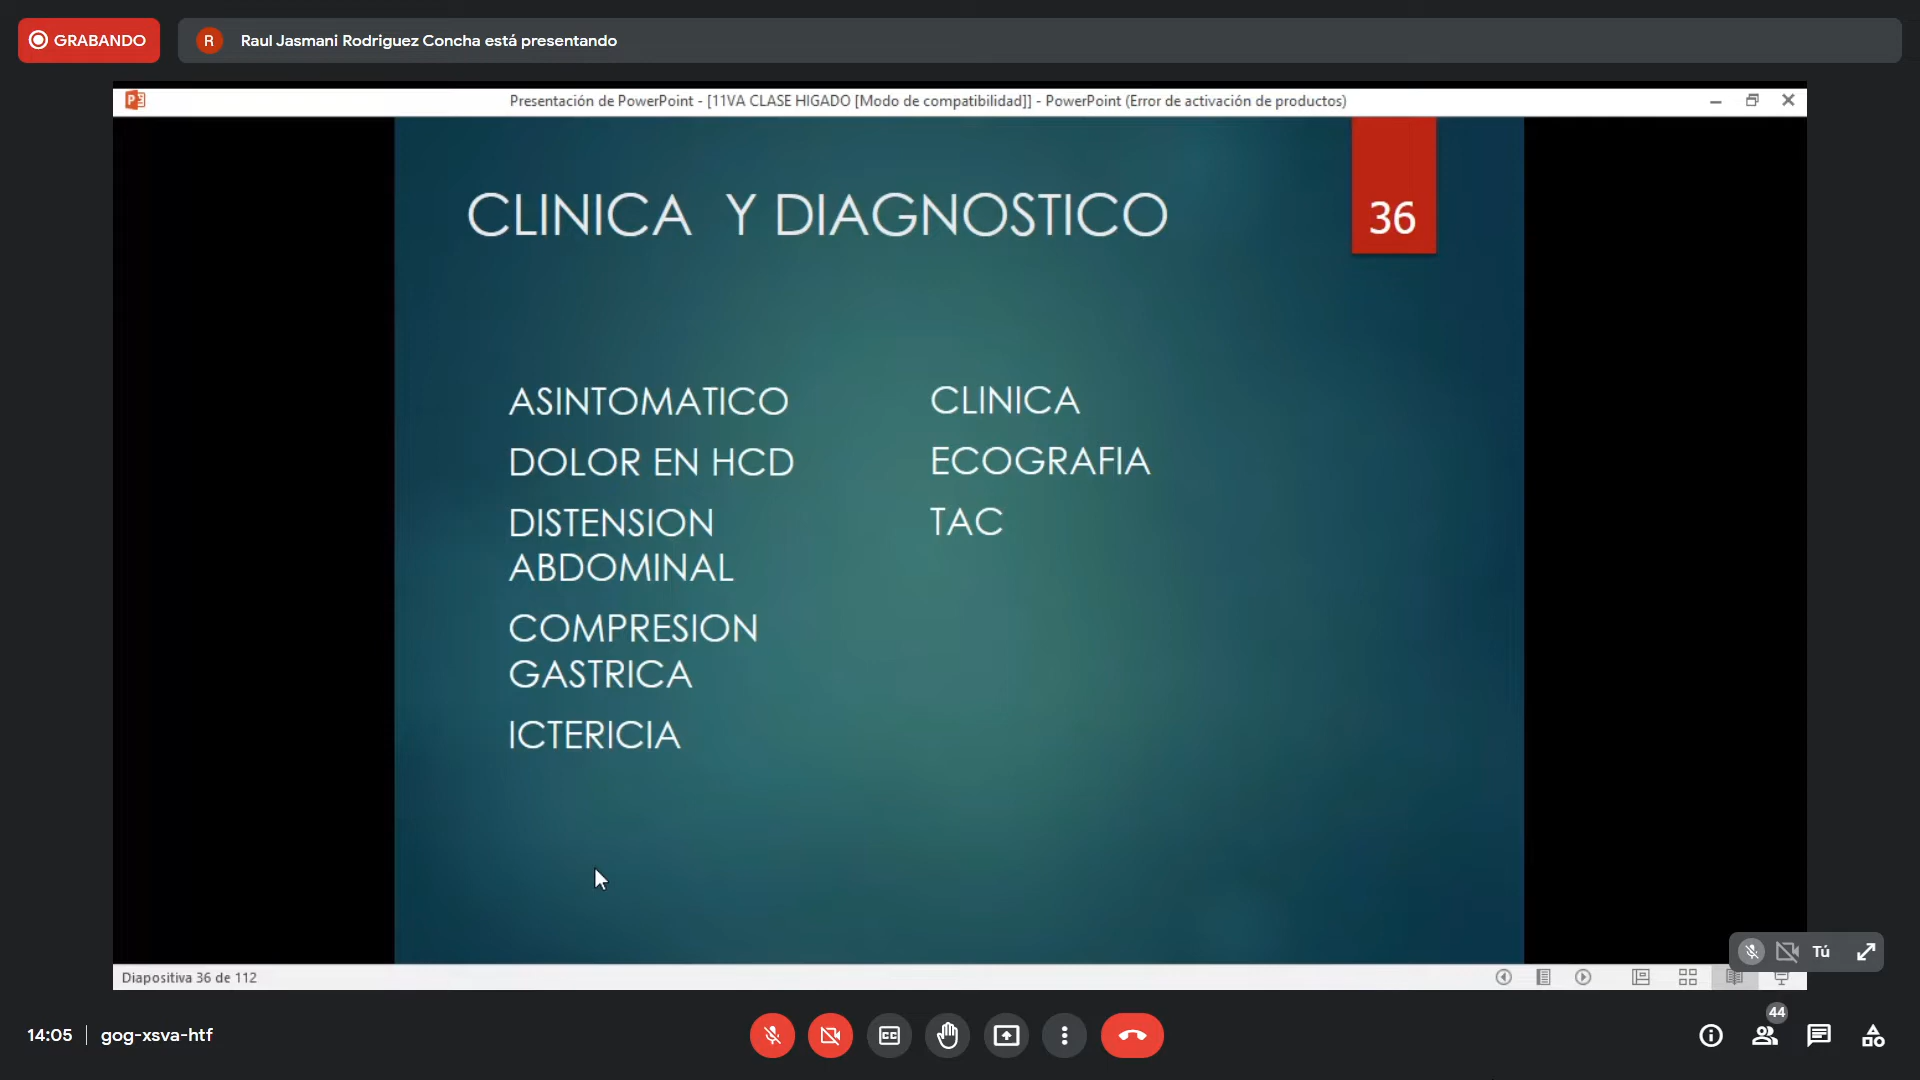 GRABANDO
R
Raul Jasmani Rodriguez Concha está presentando
Presentación de PowerPoint - [11VA CLASE HIGADO [Modo de compatibilidad]] - PowerPoint (Error de activación de productos)
CLINICA Y DIAGNOSTICO
36
ASINTOMATICO
DOLOR EN HCD
DISTENSION
ABDOMINAL
COMPRESION
GASTRICA
ICTERICIA
CLINICA
ECOGRAFIA
TAC
Tú
Diapositiva 36 de 112
14:05 | gog-xsva-htf
CC
44